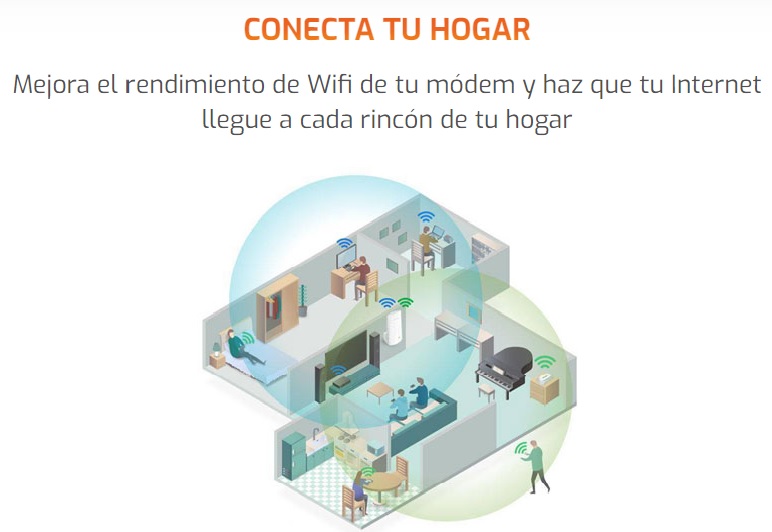 CONECTA TU HOGAR
Mejora el rendimiento de Wifi de tu módem y haz que tu Internet
llegue a cada rincón de tu hogar